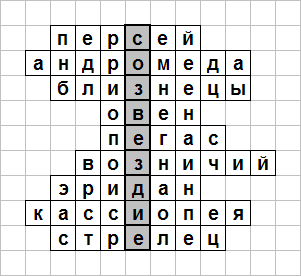 персей
андромеда
близнецы
овен
пегас
возничий
эридан
кассиопея
стрелец